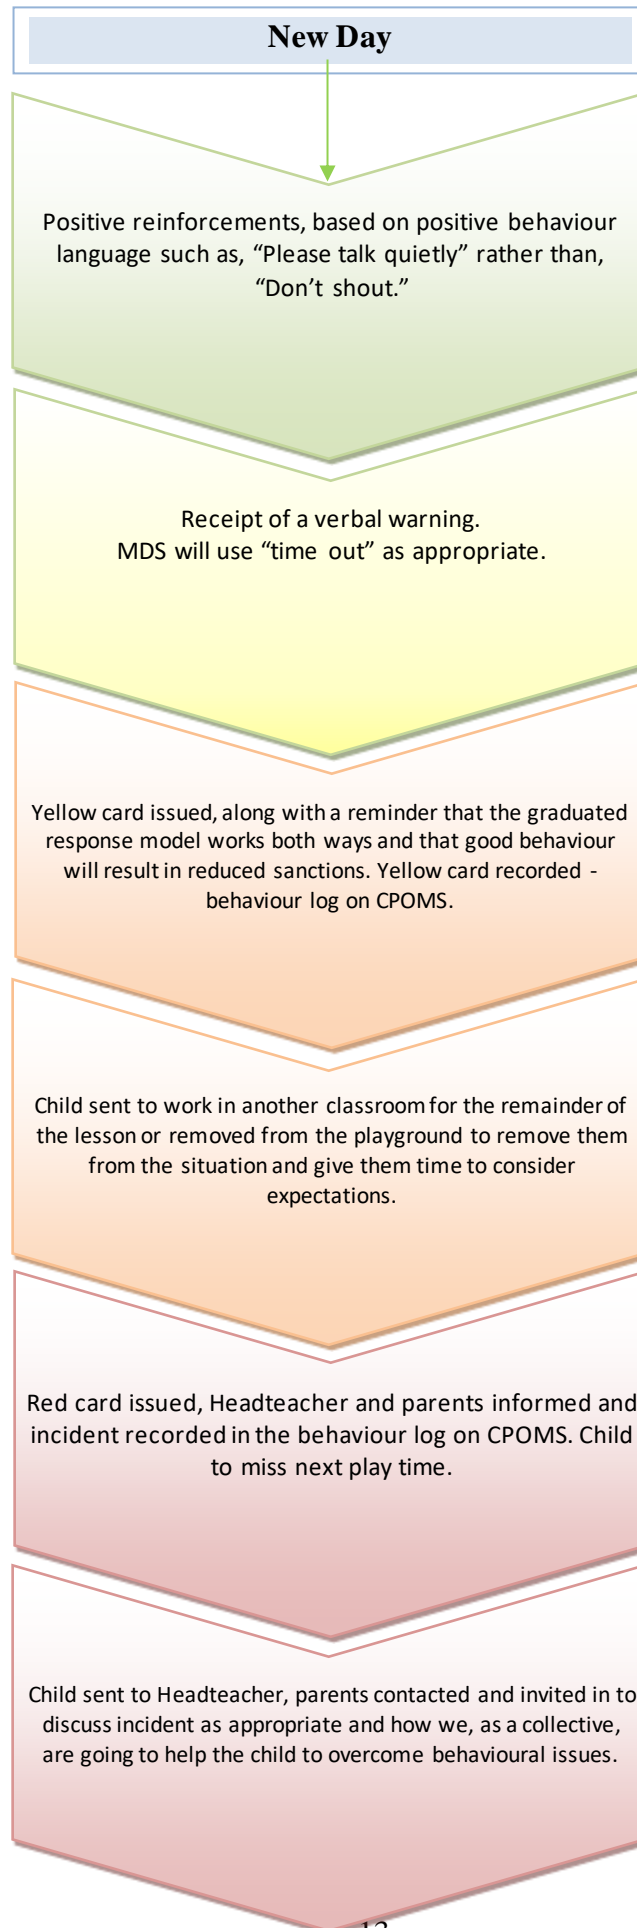 New Day
Positive reinforcements, based on positive behaviour
language such as, “Please talk quietly” rather than,
“Don’t shout.”
Receipt of a verbal warning.
MDS will use “time out” as appropriate.
Yellow card issued, along with a reminder that the graduated
response model works both ways and that good behaviour
will result in reduced sanctions. Yellow card recorded -
behaviour log on CPOMS.
Child sent to work in another classroom for the remainder of
the lesson or removed from the playground to remove them
from the situation and give them time to consider
expectations.
Red card issued, Headteacher and parents informed and
incident recorded in the behaviour log on CPOMS. Child
to miss next play time.
Child sent to Headteacher, parents contacted and invited in to
discuss incident as appropriate and how we, as a collective,
are going to help the child to overcome behavioural issues.